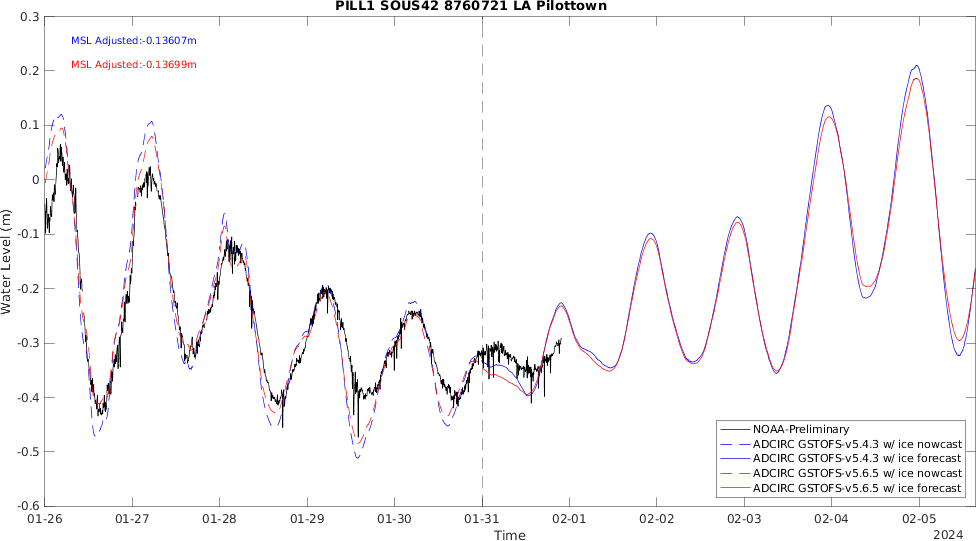 PILL1 SOUS42 8760721 LA Pilottown
MSL Adjusted:-0.13607m
MSL Adjusted:-0.13699m
Water Level (m)
0.3
0.2
0.1
0
-0.1
-0.2
-0.3
-0.4
-0.5
-0.6
NOAA-Preliminary
ADCIRC GSTOFS-v5.4.3 w/ ice nowcast
ADCIRC GSTOFS-v5.4.3 w/ ice forecast
ADCIRC GSTOFS-v5.6.5 w/ ice nowcast
ADCIRC GSTOFS-v5.6.5 w/ ice forecast
01-26 01-27 01-28 01-29 01-30 01-31 02-01 02-02 02-03 02-04 02-05
Time
2024